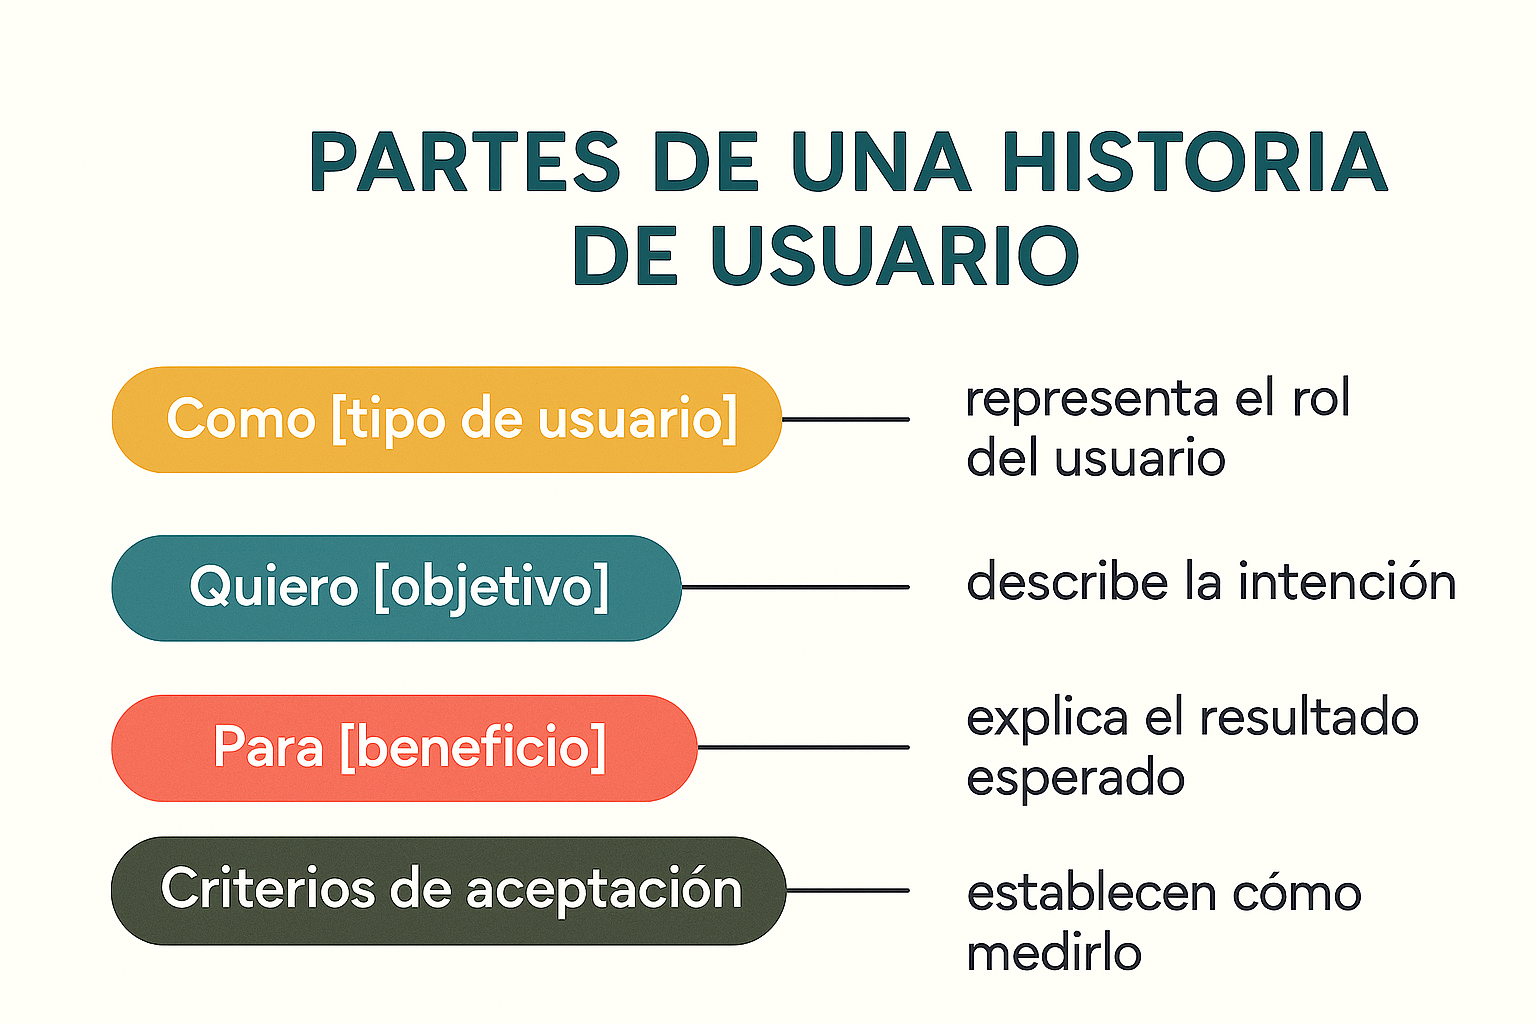 PARTES DE UNA HISTORIA
DE USUARIO
Como [tipo de usuario]
representa el rol
del usuario
Quiero [objetivo]
describe la intención
Para [beneficio]
explica el resultado
esperado
Criterios de aceptación
establecen cómo
medirlo